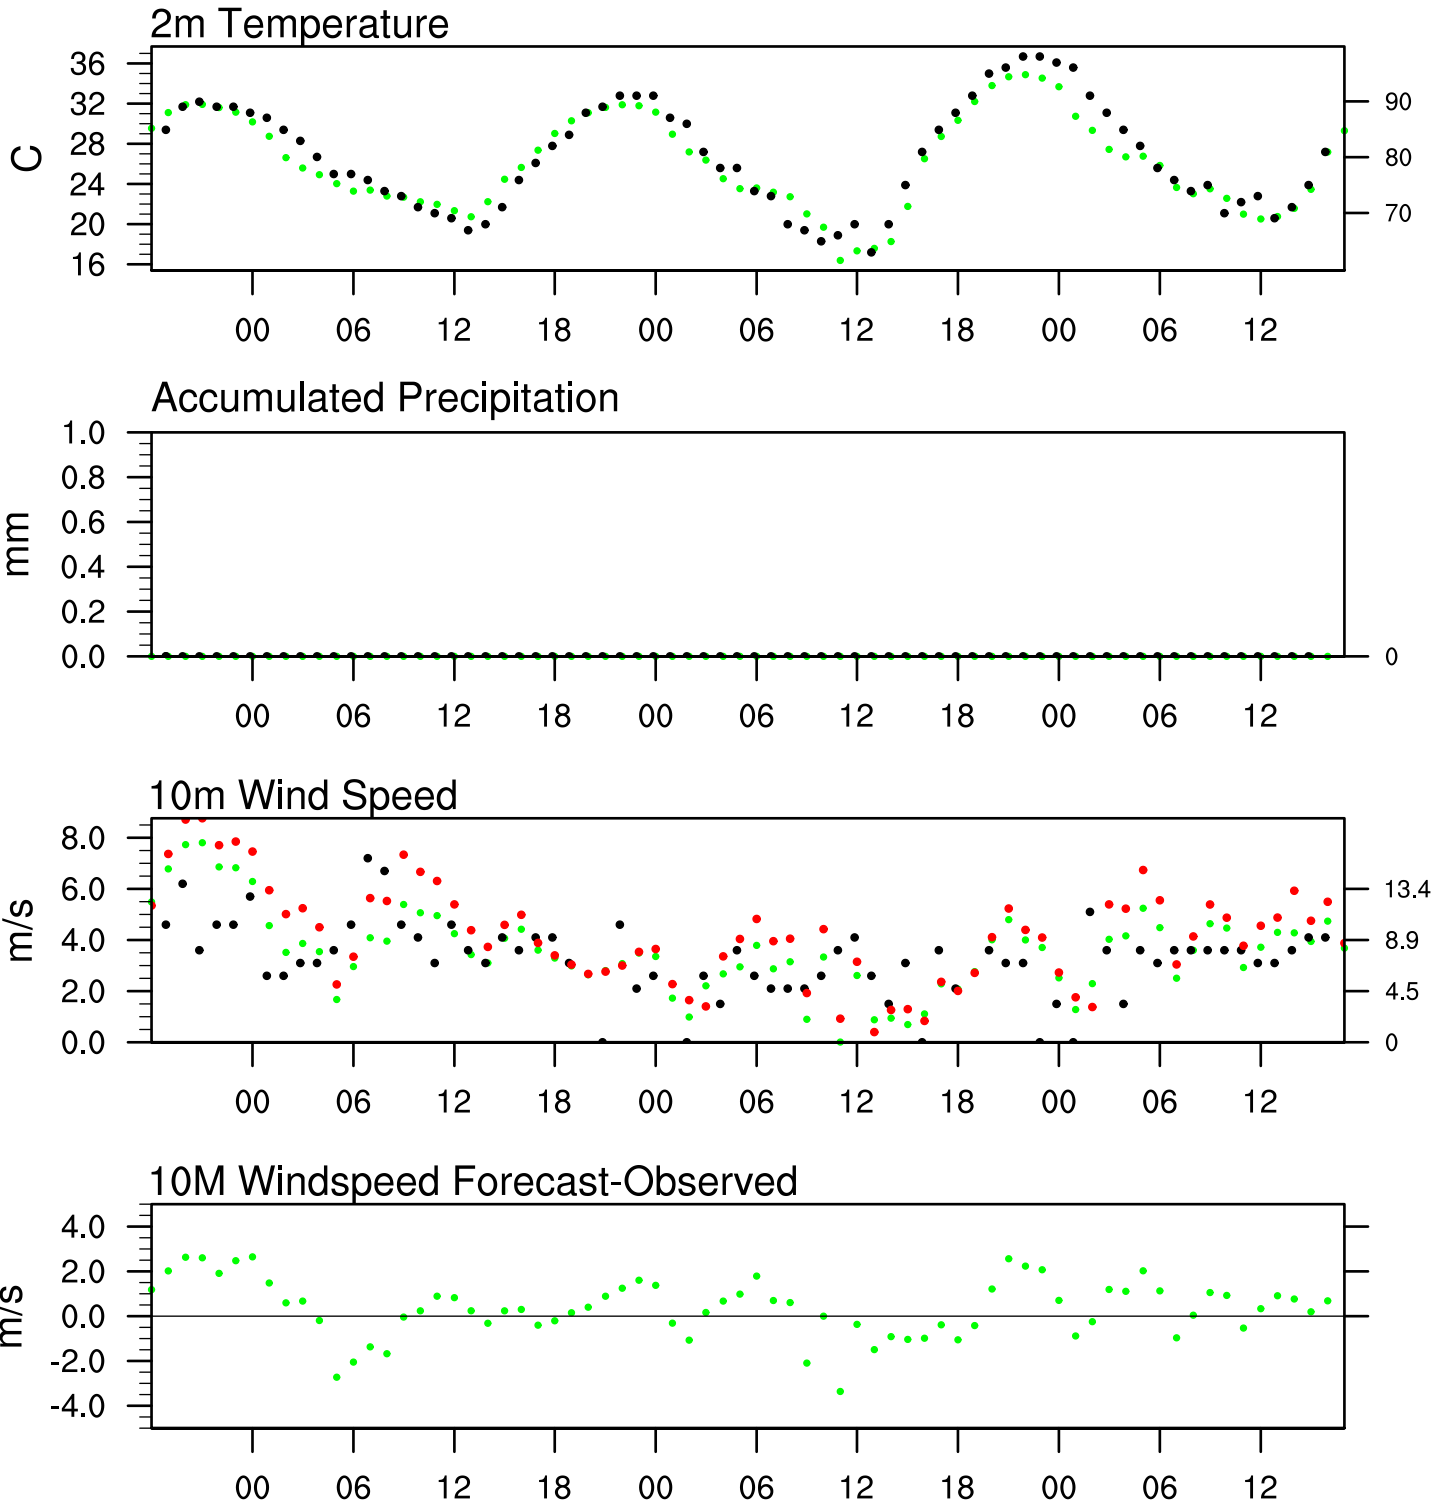 2m Temperature
36
32
28
24
20
16
C
90
80
70
00 06 12 18 00 06 12 18 00 06 12
Accumulated Precipitation
1.0
0.8
0.6
0.4
0.2
0.0
mm
0
00 06 12 18 00 06 12 18 00 06 12
10m Wind Speed
8.0
6.0
4.0
2.0
0.0
m/s
13.4
8.9
4.5
0
00 06 12 18 00 06 12 18 00 06 12
10M Windspeed Forecast-Observed
4.0
2.0
0.0
-2.0
-4.0
m/s
00 06 12 18 00 06 12 18 00 06 12